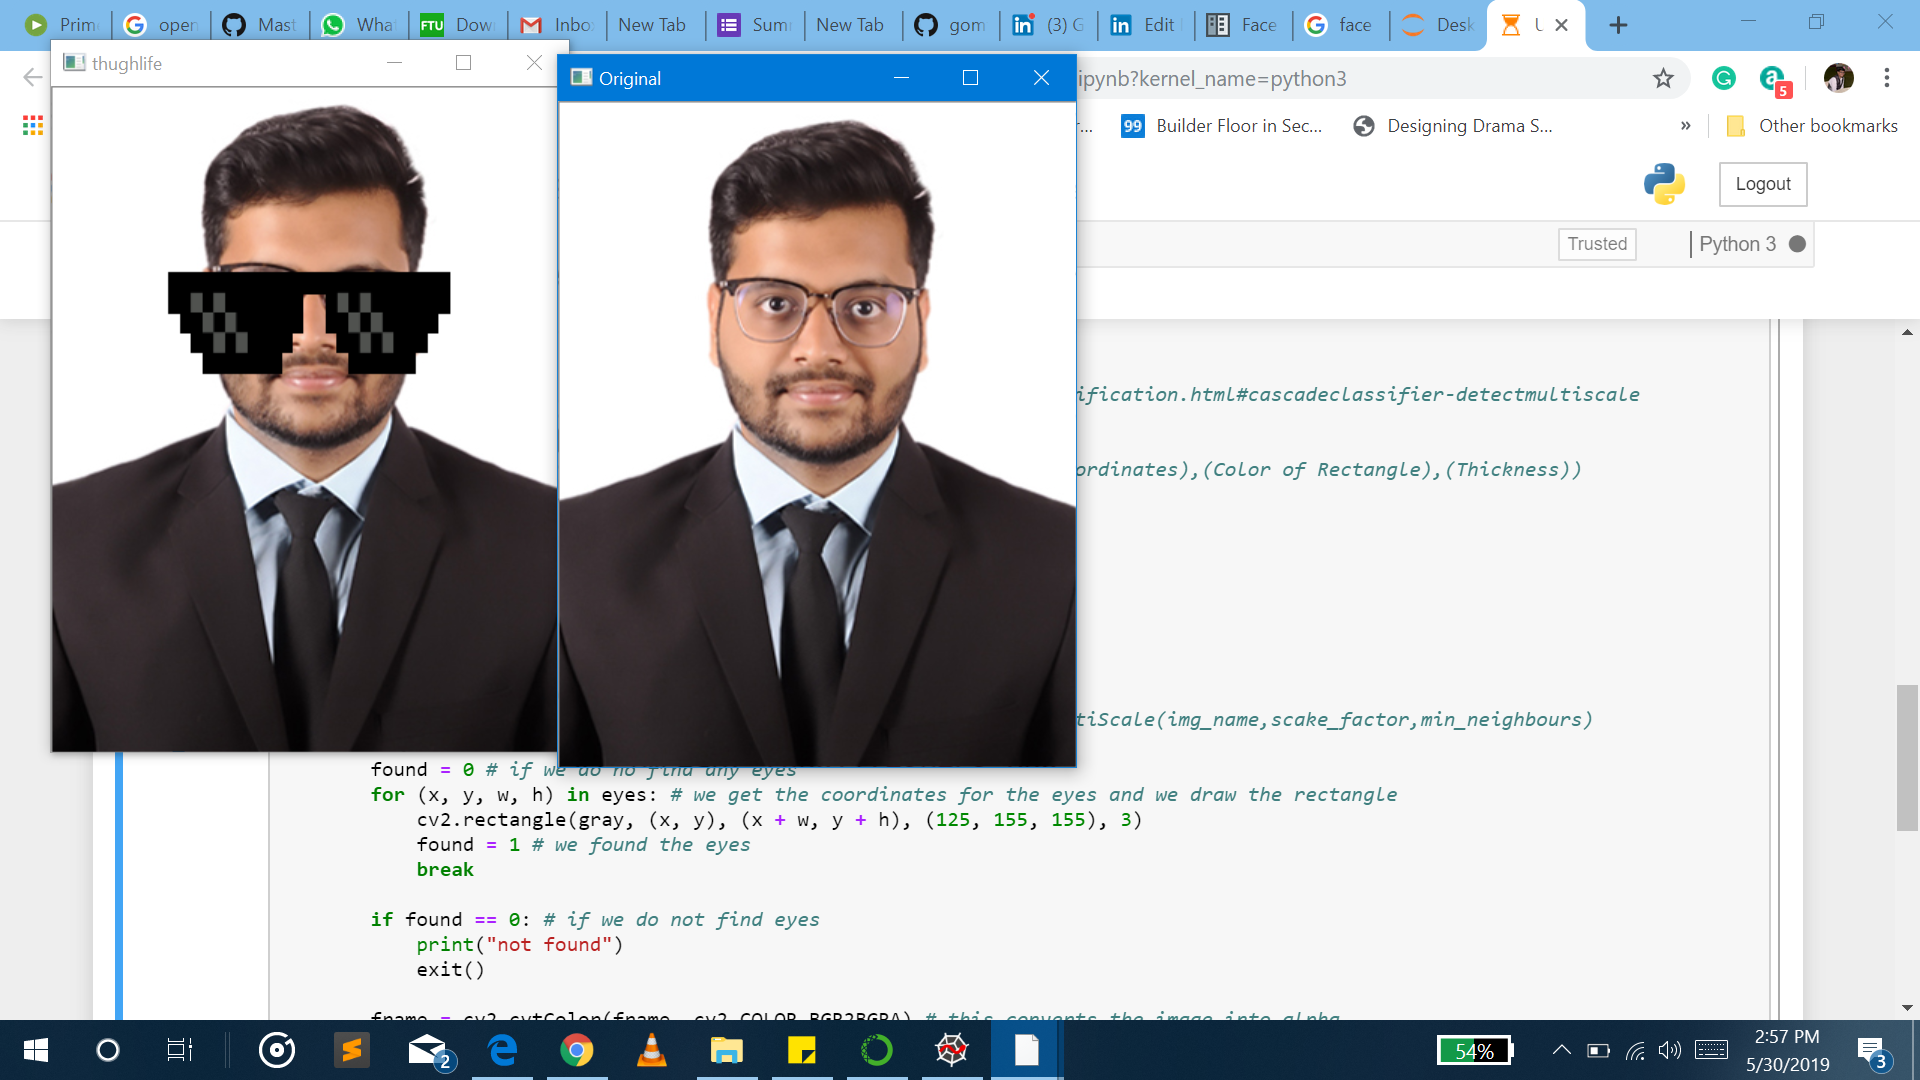 Prim open Mast What FTU Dow Inbo New Tab Sum New Tab gom (3) G Edit Face face Desk U
thughlife
Original
ipynb?kernel_name=python3
5
r... 99 Builder Floor in Sec... Designing Drama S... » Other bookmarks
Logout
Trusted Python 3
ification.html#cascadeclassifier-detectmultiscale
ordinates),(Color of Rectangle),(Thickness))
tiScale(img_name,scake_factor,min_neighbours)
found = 0 # if we do no find any eyes
for (x, y, w, h) in eyes: # we get the coordinates for the eyes and we draw the rectangle
cv2.rectangle(gray, (x, y), (x + w, y + h), (125, 155, 155), 3)
found = 1 # we found the eyes
break
if found == 0: # if we do not find eyes
print("not found")
exit()
frame = cv2.cvtColor(frame, cv2.COLOR_BGR2BGRA) # this converts the image into alpha
2
54%
2:57 PM
5/30/2019
3